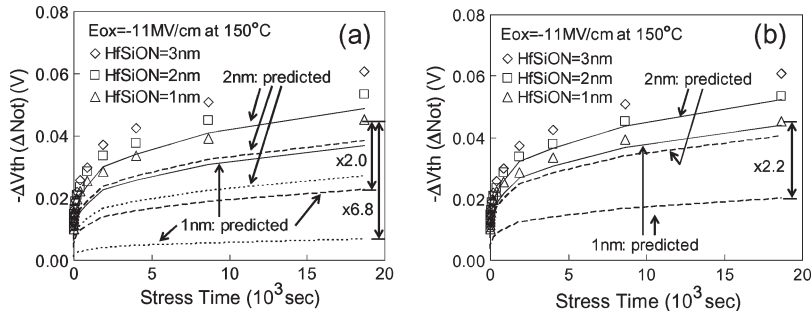 (a)
Eox=-11MV/cm at 150°C
HfSiON=3nm
HfSiON=2nm
HfSiON=1nm
2nm: predicted
1nm: predicted
x2.0
x6.8
-ΔVth (ΔNot) (V)
0.08
0.06
0.04
0.02
0.00
0
5
10
15
20
Stress Time (10³sec)
(b)
Eox=-11MV/cm at 150°C
HfSiON=3nm
HfSiON=2nm
HfSiON=1nm
2nm: predicted
1nm: predicted
x2.2
-ΔVth (ΔNot) (V)
0.08
0.06
0.04
0.02
0.00
0
5
10
15
20
Stress Time (10³sec)